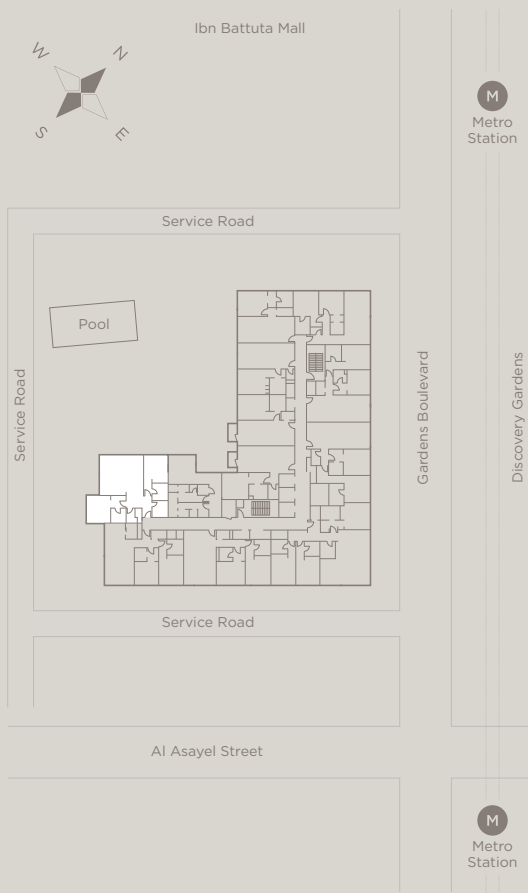 Ibn Battuta Mall
W
N
S
E
M
Metro
Station
Service Road
Pool
Service Road
Gardens Boulevard
Discovery Gardens
Service Road
Al Asayel Street
M
Metro
Station